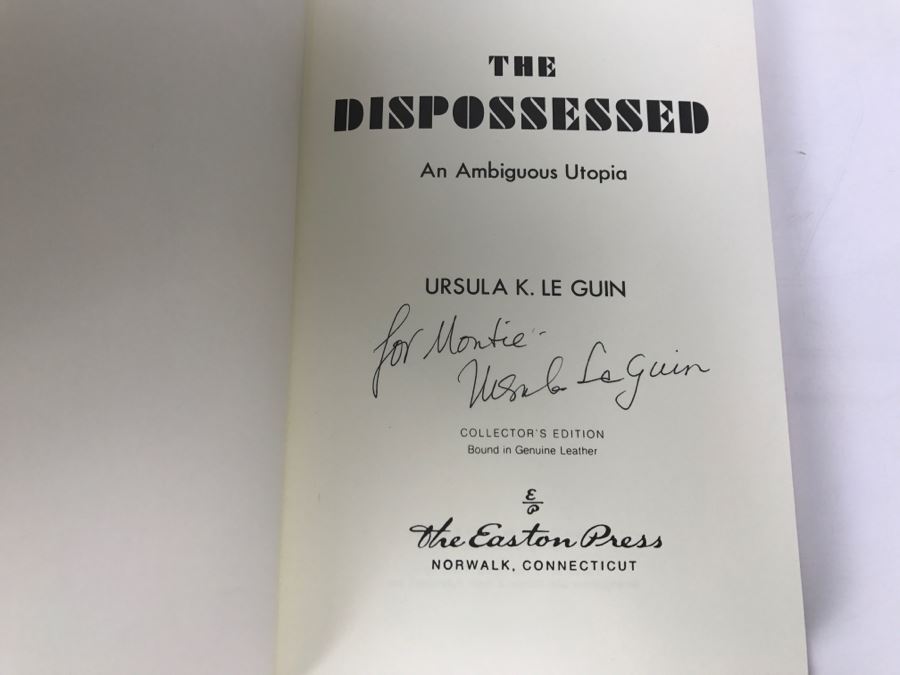 THE
DISPOSSESSED
An Ambiguous Utopia
URSULA K. LE GUIN
for Montie--
Ursula Le Guin
COLLECTOR'S EDITION
Bound in Genuine Leather
E
P
The Easton Press
NORWALK, CONNECTICUT